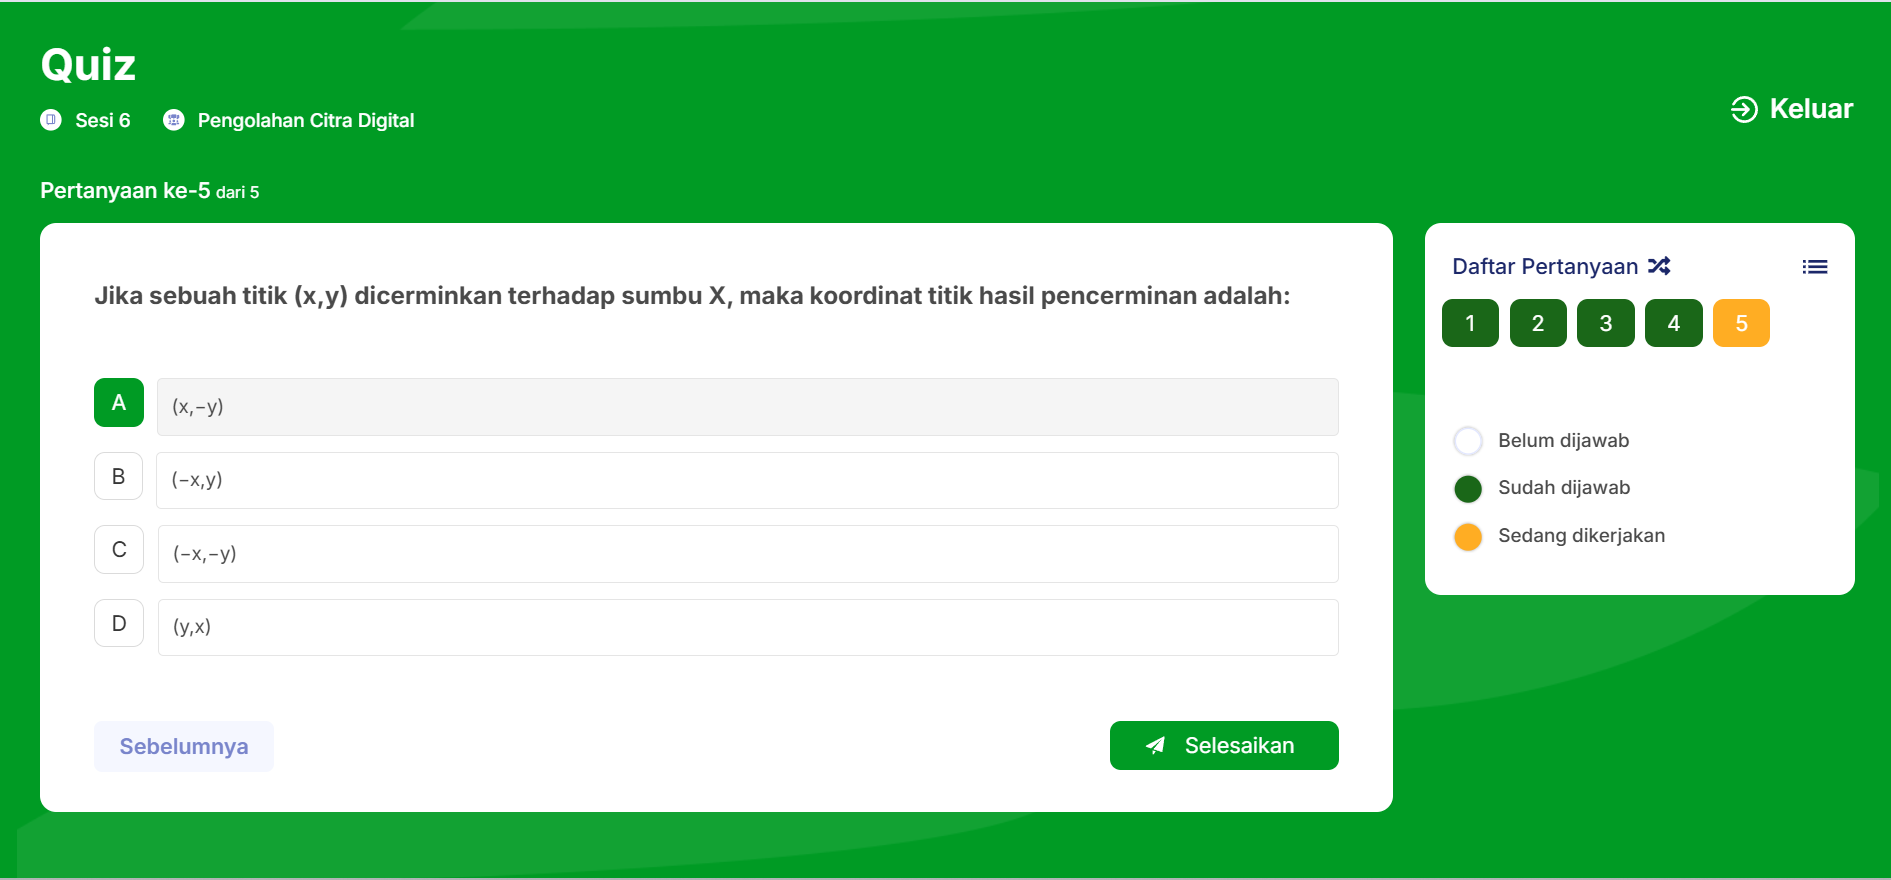 Quiz
Sesi 6 Pengolahan Citra Digital
Keluar
Pertanyaan ke-5 dari 5
Jika sebuah titik (x,y) dicerminkan terhadap sumbu X, maka koordinat titik hasil pencerminan adalah:
A (x,−y)
B (−x,y)
C (−x,−y)
D (y,x)
Sebelumnya
Selesaikan
Daftar Pertanyaan
1 2 3 4 5
Belum dijawab
Sudah dijawab
Sedang dikerjakan